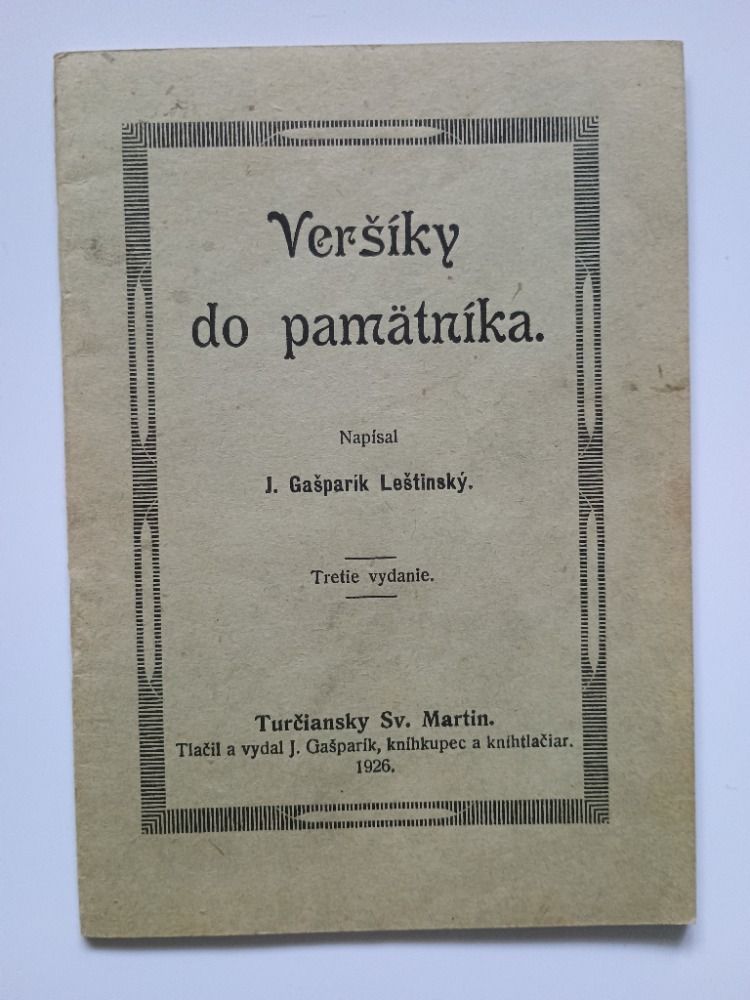 Veršíky
do pamätníka.
Napísal
J. Gašparík Leštinský.
Tretie vydanie.
Turčiansky Sv. Martin.
Tlačil a vydal J. Gašparík, kníhkupec a kníhtlačiar.
1926.